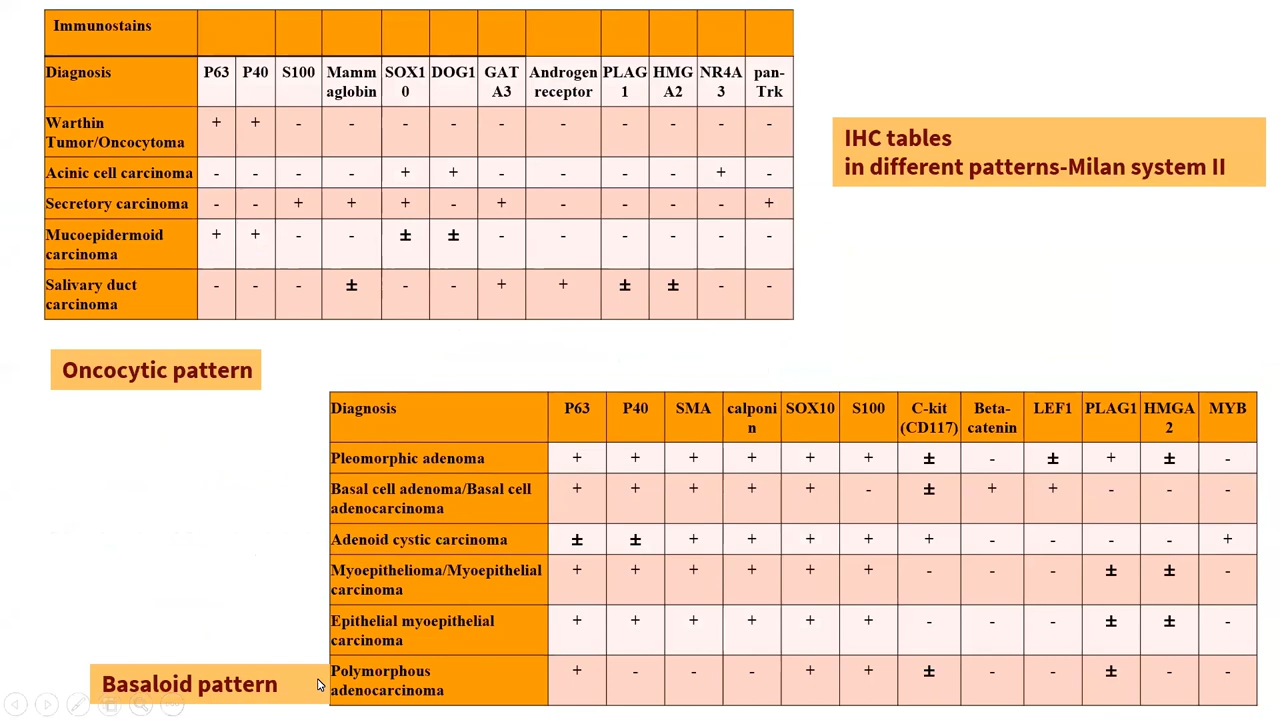 Immunostains
Diagnosis P63 P40 S100 Mamm aglobin SOX1 0 DOG1 GAT A3 Androgen receptor PLAG 1 HMG A2 NR4A 3 pan- Trk
Warthin Tumor/Oncocytoma + + - - - - - - - - - -
Acinic cell carcinoma - - - - + + - - - - + -
Secretory carcinoma - - + + + - + - - - - +
Mucoepidermoid carcinoma + + - - ± ± - - - - - -
Salivary duct carcinoma - - - ± - - + + ± ± - -
IHC tables
in different patterns-Milan system II
Oncocytic pattern
Diagnosis P63 P40 SMA calponi n SOX10 S100 C-kit (CD117) Beta- catenin LEF1 PLAG1 HMGA 2 MYB
Pleomorphic adenoma + + + + + + ± - ± + ± -
Basal cell adenoma/Basal cell adenocarcinoma + + + + + - ± + + - - -
Adenoid cystic carcinoma ± ± + + + + + - - - - +
Myoepithelioma/Myoepithelial carcinoma + + + + + + - - - ± ± -
Epithelial myoepithelial carcinoma + + + + + + - - - ± ± -
Polymorphous adenocarcinoma + - - - + + ± - - ± - -
Basaloid pattern